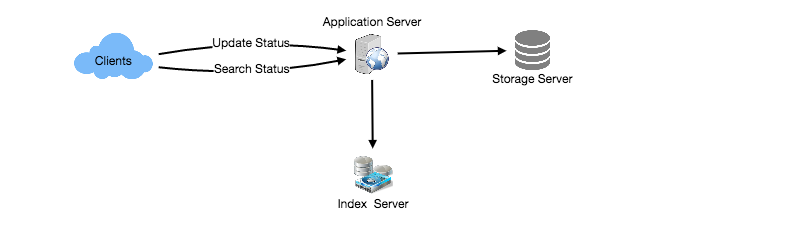 Application Server
Update Status
Clients
Search Status
Storage Server
Index Server